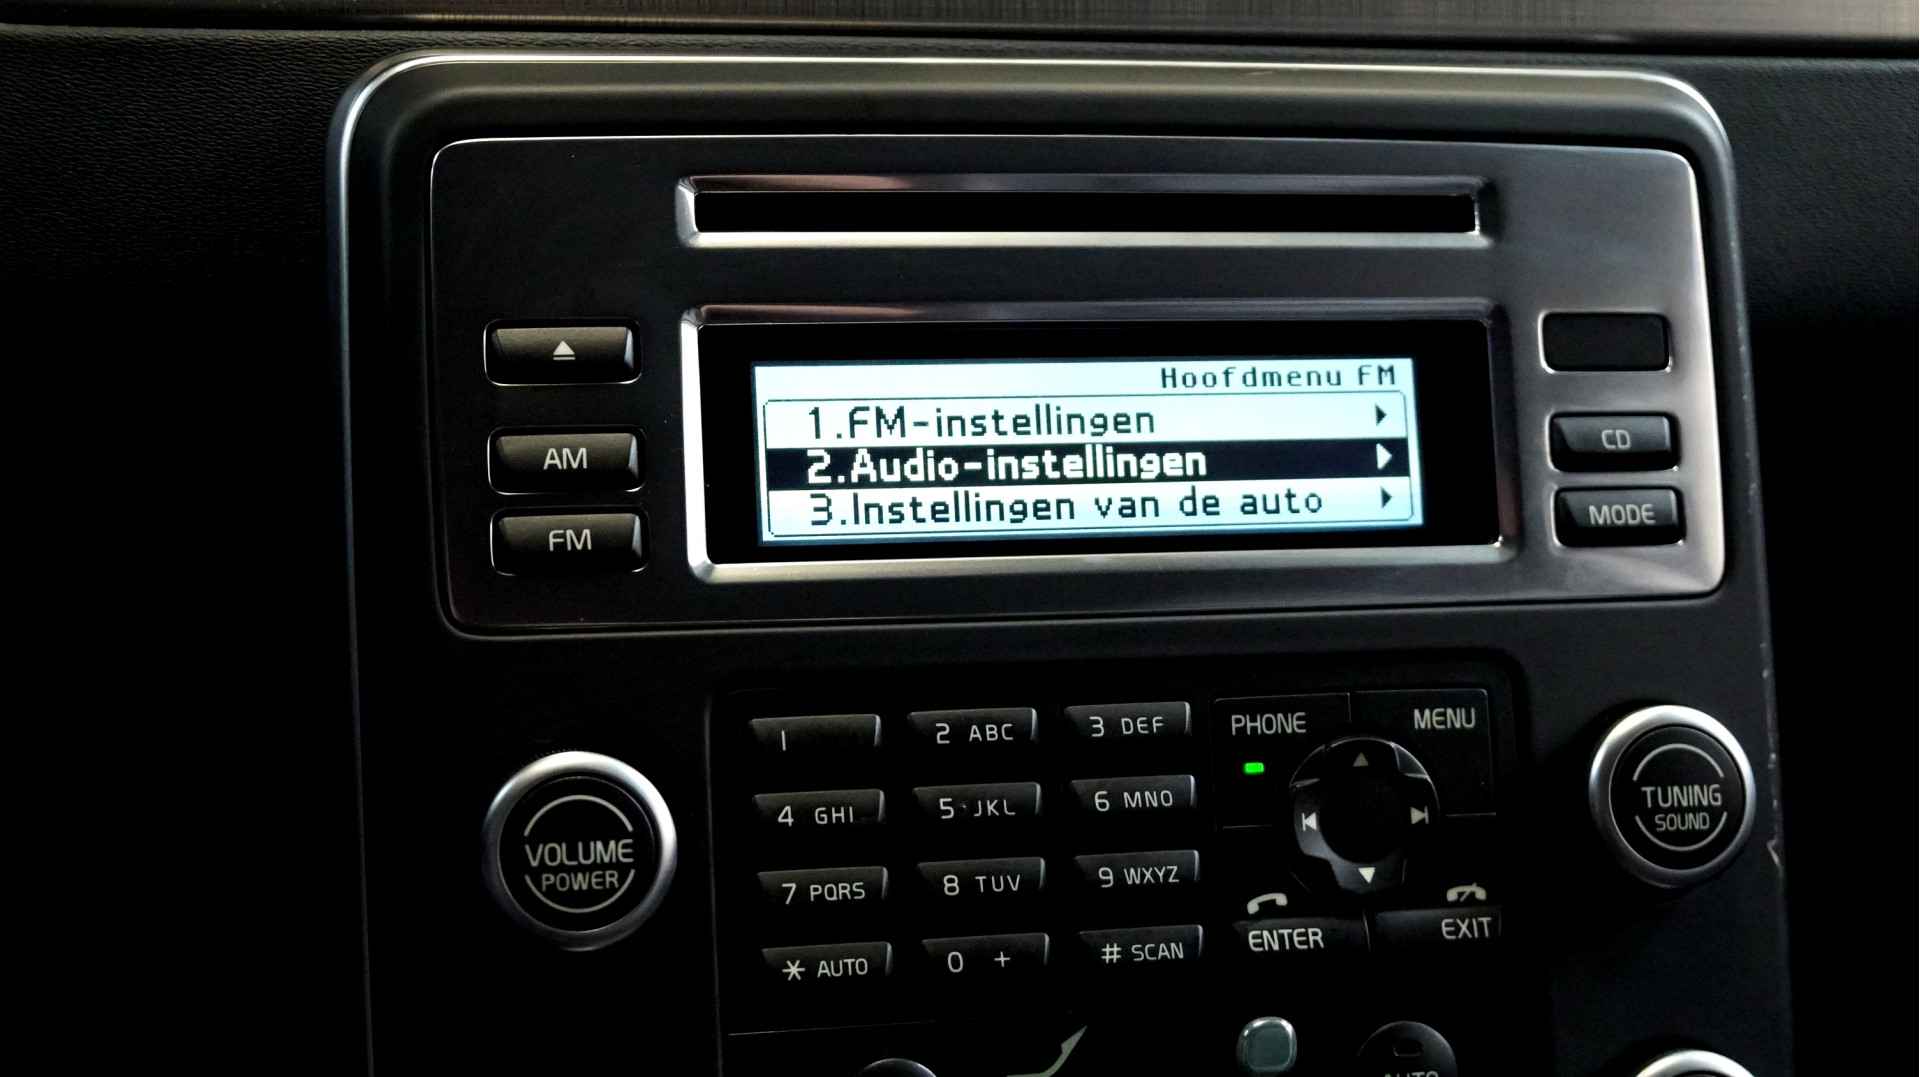 Hoofdmenu FM
1.FM-instellingen
2.Audio-instellingen
3.Instellingen van de auto
AM
FM
CD
MODE
VOLUME
POWER
1
2 ABC
3 DEF
4 GHI
5 JKL
6 MNO
7 PQRS
8 TUV
9 WXYZ
* AUTO
0 +
# SCAN
PHONE
MENU
ENTER
EXIT
TUNING
SOUND
AUTO